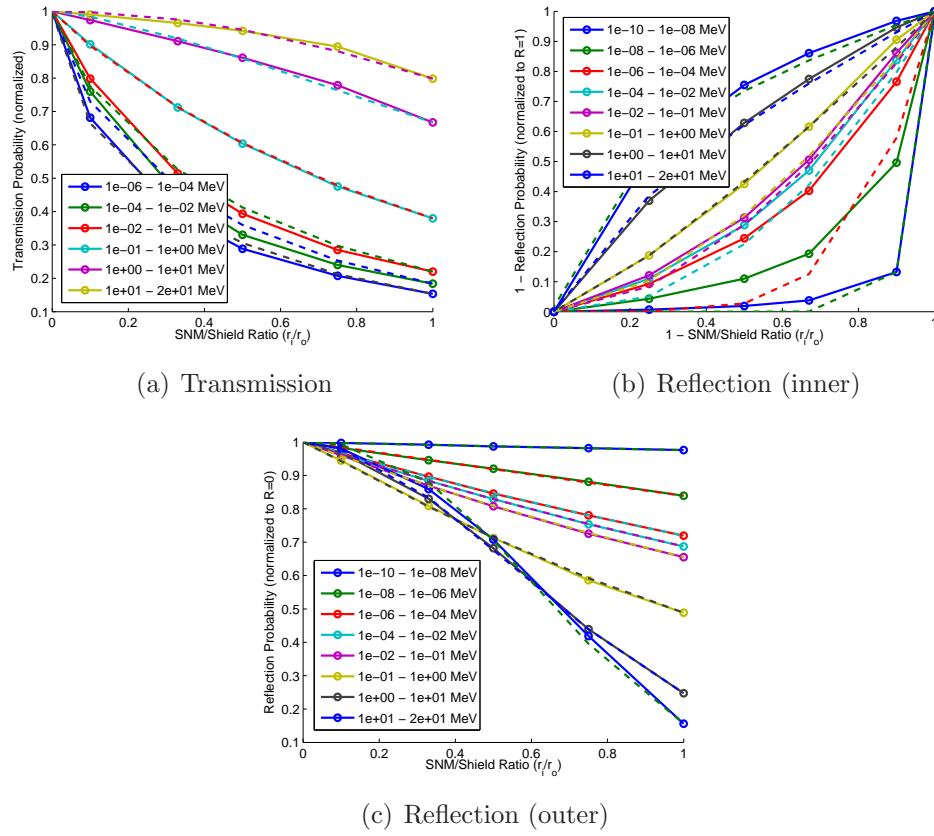 1
0.9
0.8
0.7
0.6
0.5
0.4
0.3
0.2
0.1
0 0.2 0.4 0.6 0.8 1
Transmission Probability (normalized)
SNM/Shield Ratio (ri/ro)
1e−06 − 1e−04 MeV
1e−04 − 1e−02 MeV
1e−02 − 1e−01 MeV
1e−01 − 1e+00 MeV
1e+00 − 1e+01 MeV
1e+01 − 2e+01 MeV
(a) Transmission
1
0.9
0.8
0.7
0.6
0.5
0.4
0.3
0.2
0.1
0
0 0.2 0.4 0.6 0.8 1
1 − Reflection Probability (normalized to R=1)
1 − SNM/Shield Ratio (ri/ro)
1e−10 − 1e−08 MeV
1e−08 − 1e−06 MeV
1e−06 − 1e−04 MeV
1e−04 − 1e−02 MeV
1e−02 − 1e−01 MeV
1e−01 − 1e+00 MeV
1e+00 − 1e+01 MeV
1e+01 − 2e+01 MeV
(b) Reflection (inner)
1
0.9
0.8
0.7
0.6
0.5
0.4
0.3
0.2
0.1
0 0.2 0.4 0.6 0.8 1
Reflection Probability (normalized to R=0)
SNM/Shield Ratio (ri/ro)
1e−10 − 1e−08 MeV
1e−08 − 1e−06 MeV
1e−06 − 1e−04 MeV
1e−04 − 1e−02 MeV
1e−02 − 1e−01 MeV
1e−01 − 1e+00 MeV
1e+00 − 1e+01 MeV
1e+01 − 2e+01 MeV
(c) Reflection (outer)